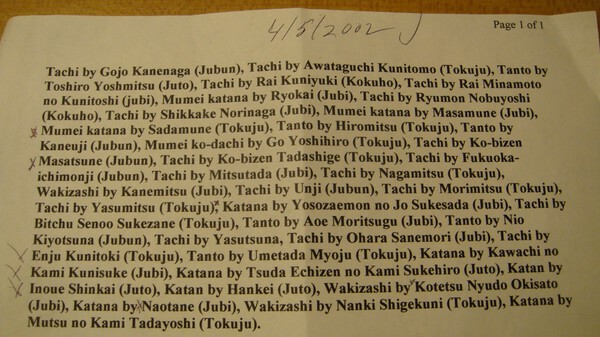 4/5/2002
Page 1 of 1
Tachi by Gojo Kanenaga (Jubun), Tachi by Awataguchi Kunitomo (Tokuju), Tanto by
Toshiro Yoshmitsu (Juto), Tachi by Rai Kuniyuki (Kokuho), Tachi by Rai Minamoto
no Kunitoshi (jubi), Mumei katana by Ryokai (Jubi), Tachi by Ryumon Nobuyoshi
(Kokuho), Tachi by Shikkake Norinaga (Jubi), Mumei katana by Masamune (Jubi),
Mumei katana by Sadamune (Tokuju), Tanto by Hiromitsu (Tokuju), Tanto by
Kaneuji (Jubun), Mumei ko-dachi by Go Yoshihiro (Tokuju), Tachi by Ko-bizen
Masatsune (Jubun), Tachi by Ko-bizen Tadashige (Tokuju), Tachi by Fukuoka-
ichimonji (Jubun), Tachi by Mitsutada (Jubi), Tachi by Nagamitsu (Tokuju),
Wakizashi by Kanemitsu (Jubi), Tachi by Unji (Jubun), Tachi by Morimitsu (Tokuju),
Tachi by Yasumitsu (Tokuju), Katana by Yosozaemon no Jo Sukesada (Jubi), Tachi by
Bitchu Senoo Sukezane (Tokuju), Tanto by Aoe Moritsugu (Jubi), Tanto by Nio
Kiyotsuna (Jubun), Tachi by Yasutsuna, Tachi by Ohara Sanemori (Jubi), Tachi by
Enju Kunitoki (Tokuju), Tanto by Umetada Myoju (Tokuju), Katana by Kawachi no
Kami Kunisuke (Jubi), Katana by Tsuda Echizen no Kami Sukehiro (Juto), Katan by
Inoue Shinkai (Juto), Katan by Hankei (Juto), Wakizashi by Kotetsu Nyudo Okisato
(Jubi), Katana by Naotane (Jubi), Wakizashi by Nanki Shigekuni (Tokuju), Katana by
Mutsu no Kami Tadayoshi (Tokuju).